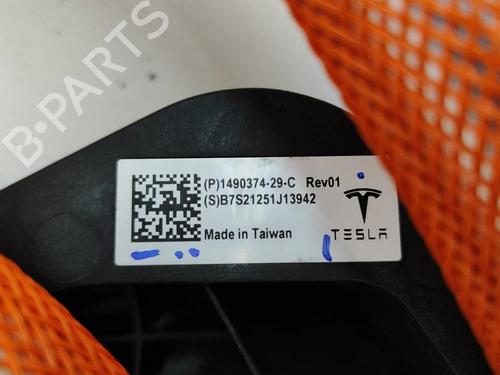 B-PARTS
(P)1490374-29-C Rev01
(S)B7S21251J13942
Made in Taiwan
TESLA